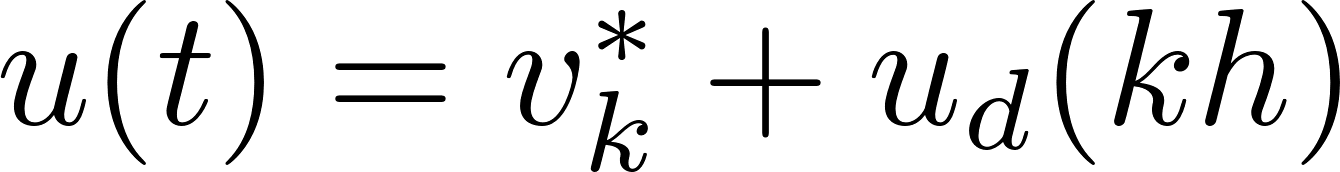 u(t) = v_k^* + u_d(kh)